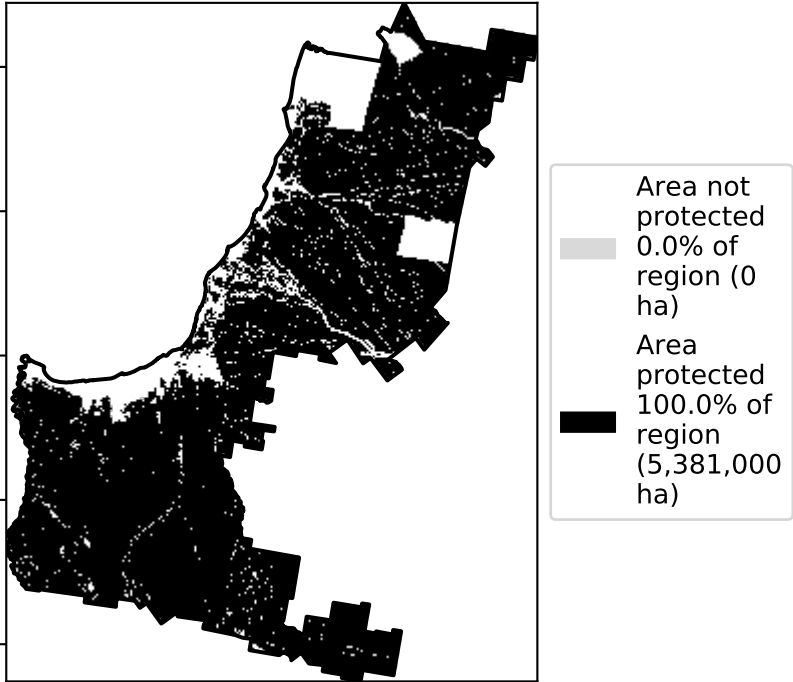 Area not
protected
0.0% of
region (0
ha)
Area
protected
100.0% of
region
(5,381,000
ha)